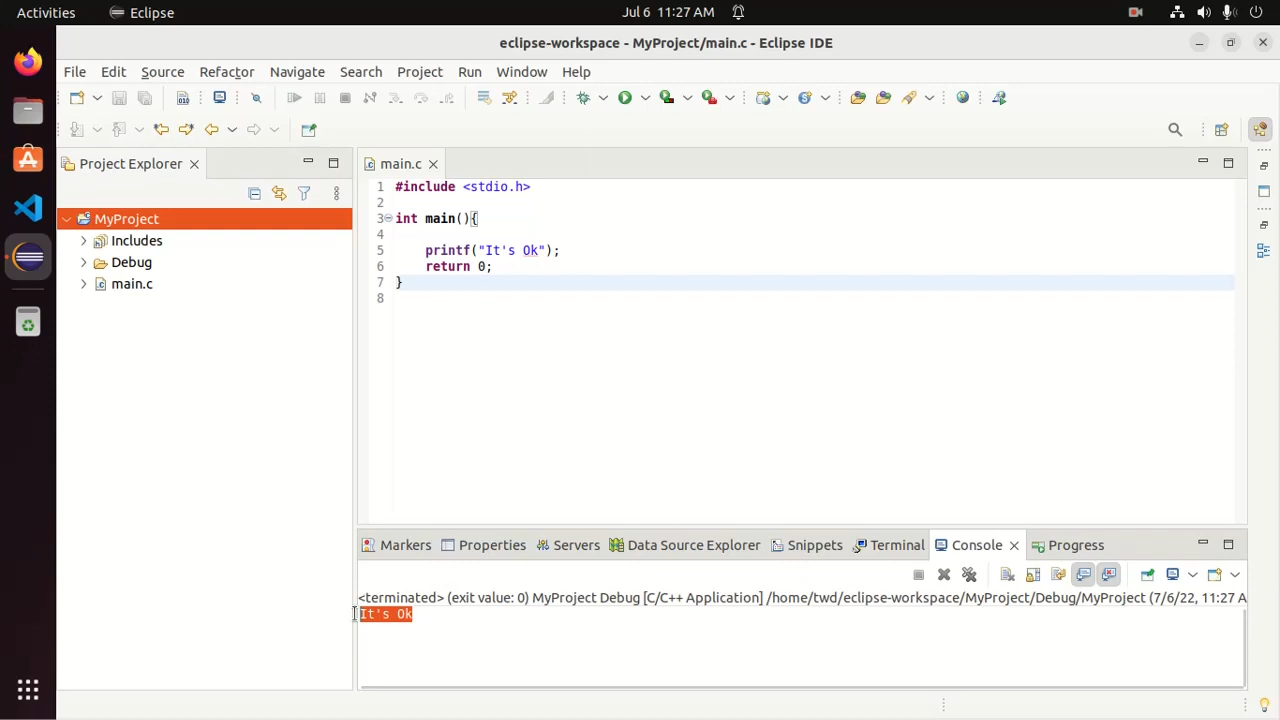 Activities Eclipse Jul 6 11:27 AM
eclipse-workspace - MyProject/main.c - Eclipse IDE
File Edit Source Refactor Navigate Search Project Run Window Help
Project Explorer
MyProject
Includes
Debug
main.c
main.c
1 #include <stdio.h>
2
3 int main(){
4
5 printf("It's Ok");
6 return 0;
7 }
8
Markers Properties Servers Data Source Explorer Snippets Terminal Console Progress
<terminated> (exit value: 0) MyProject Debug [C/C++ Application] /home/twd/eclipse-workspace/MyProject/Debug/MyProject (7/6/22, 11:27 A
It's Ok